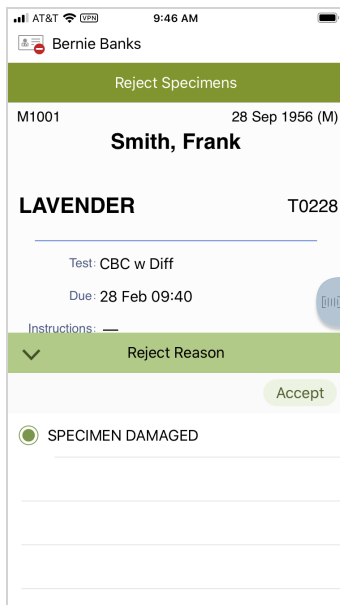 AT&T VPN 9:46 AM
Bernie Banks
Reject Specimens
M1001 28 Sep 1956 (M)
Smith, Frank
LAVENDER T0228
Test: CBC w Diff
Due: 28 Feb 09:40
Instructions: —
Reject Reason
Accept
SPECIMEN DAMAGED